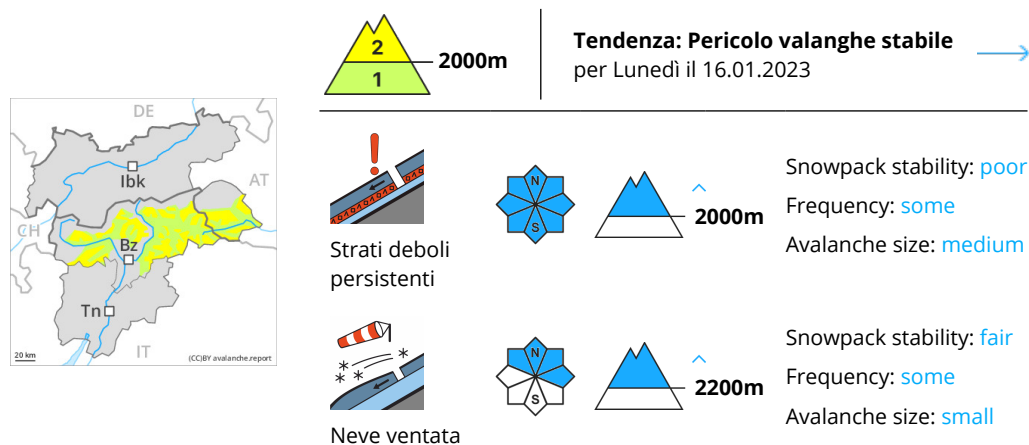 2
1
2000m
Tendenza: Pericolo valanghe stabile
per Lunedì il 16.01.2023
DE
AT
Ibk
CH
Bz
Tn
IT
20 km
(CC)BY avalanche.report
Strati deboli
persistenti
N
S
2000m
Snowpack stability: poor
Frequency: some
Avalanche size: medium
Neve ventata
N
S
2200m
Snowpack stability: fair
Frequency: some
Avalanche size: small